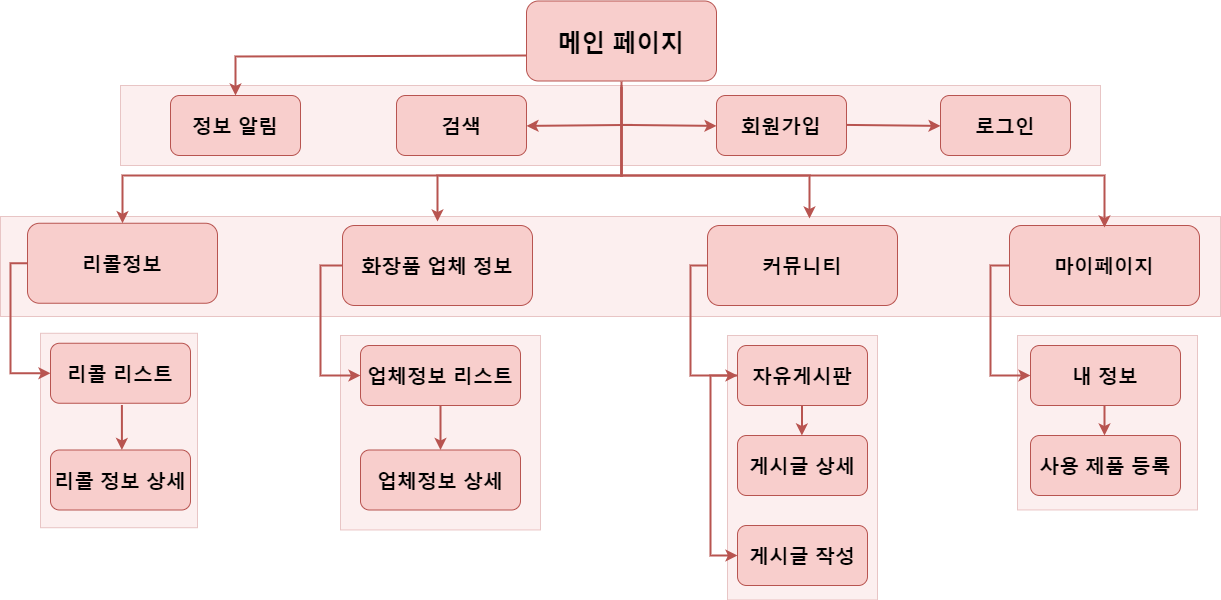 메인 페이지
정보 알림
검색
회원가입
로그인
리콜정보
화장품 업체 정보
커뮤니티
마이페이지
리콜 리스트
업체정보 리스트
자유게시판
내 정보
리콜 정보 상세
업체정보 상세
게시글 상세
사용 제품 등록
게시글 작성